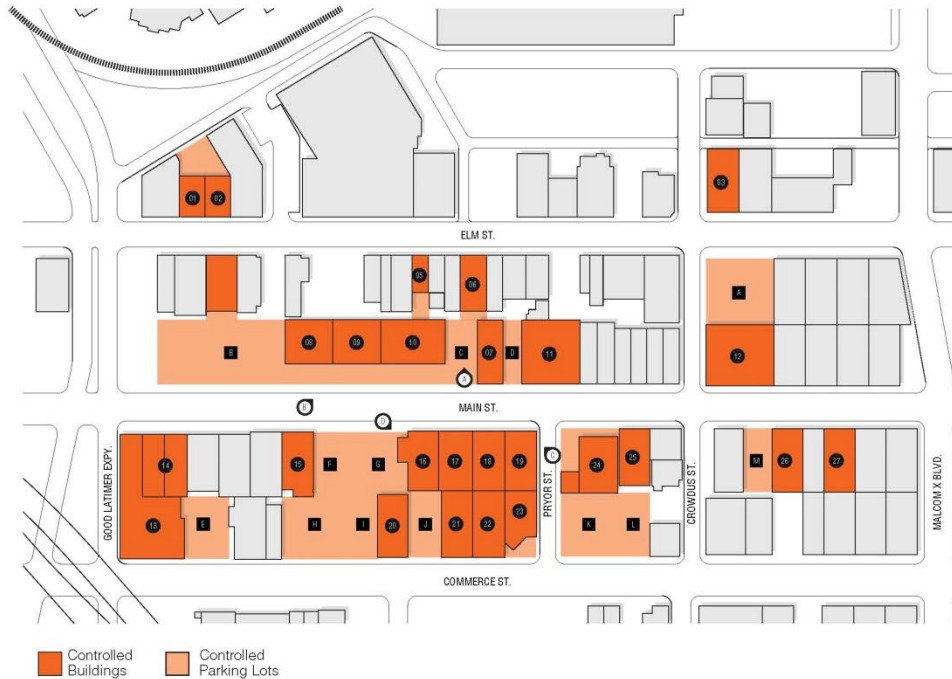 01
02
03
ELM ST.
05
06
A
B
08
09
10
C
07
D
11
12
A
B
MAIN ST.
D
GOOD LATIMER EXPY.
14
15
F
G
16
17
18
19
PRYOR ST.
C
24
25
CROWDUS ST.
M
26
27
MALCOM X BLVD.
13
E
H
I
20
J
21
22
23
K
L
COMMERCE ST.
Controlled
Buildings
Controlled
Parking Lots